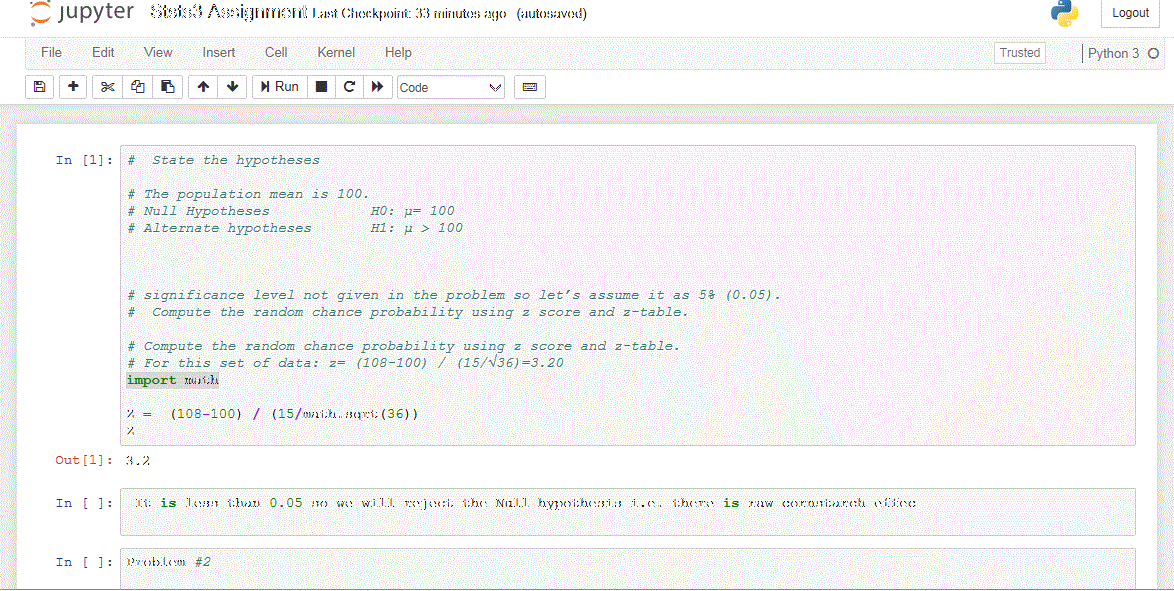 jupyter Stats3 Assignment Last Checkpoint: 33 minutes ago (autosaved) Logout
File Edit View Insert Cell Kernel Help Trusted Python 3
Run Code
In [1]: # State the hypotheses
# The population mean is 100.
# Null Hypotheses H0: μ= 100
# Alternate hypotheses H1: μ > 100
# significance level not given in the problem so let’s assume it as 5% (0.05).
# Compute the random chance probability using z score and z-table.
# Compute the random chance probability using z score and z-table.
# For this set of data: z= (108-100) / (15/√36)=3.20
import math
Z = (108-100) / (15/math.sqrt(36))
Z
Out[1]: 3.2
In [ ]: It is less than 0.05 so we will reject the Null hypothesis i.e. there is raw cornstarch effec
In [ ]: Problem #2